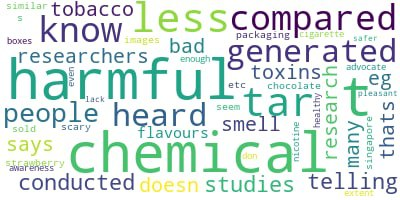 similar
s
tobacco
less
compared
know
boxes
images
packaging
cigarette
safer
generated
researchers
bad
enough
toxins
advocate
eg
harmful
even
etc
chocolate
pleasant
tar
t
people
heard
lack
seem
smell
nicotine
healthy
research
many
singapore
thats
sold
scary
flavours
says
chemical
strawberry
telling
awareness
conducted
doesn
studies
don
extent